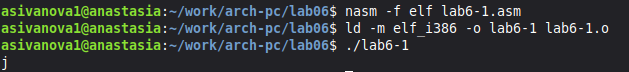 asivanova1@anastasia:~/work/arch-pc/lab06$ nasm -f elf lab6-1.asm
asivanova1@anastasia:~/work/arch-pc/lab06$ ld -m elf_i386 -o lab6-1 lab6-1.o
asivanova1@anastasia:~/work/arch-pc/lab06$ ./lab6-1
j